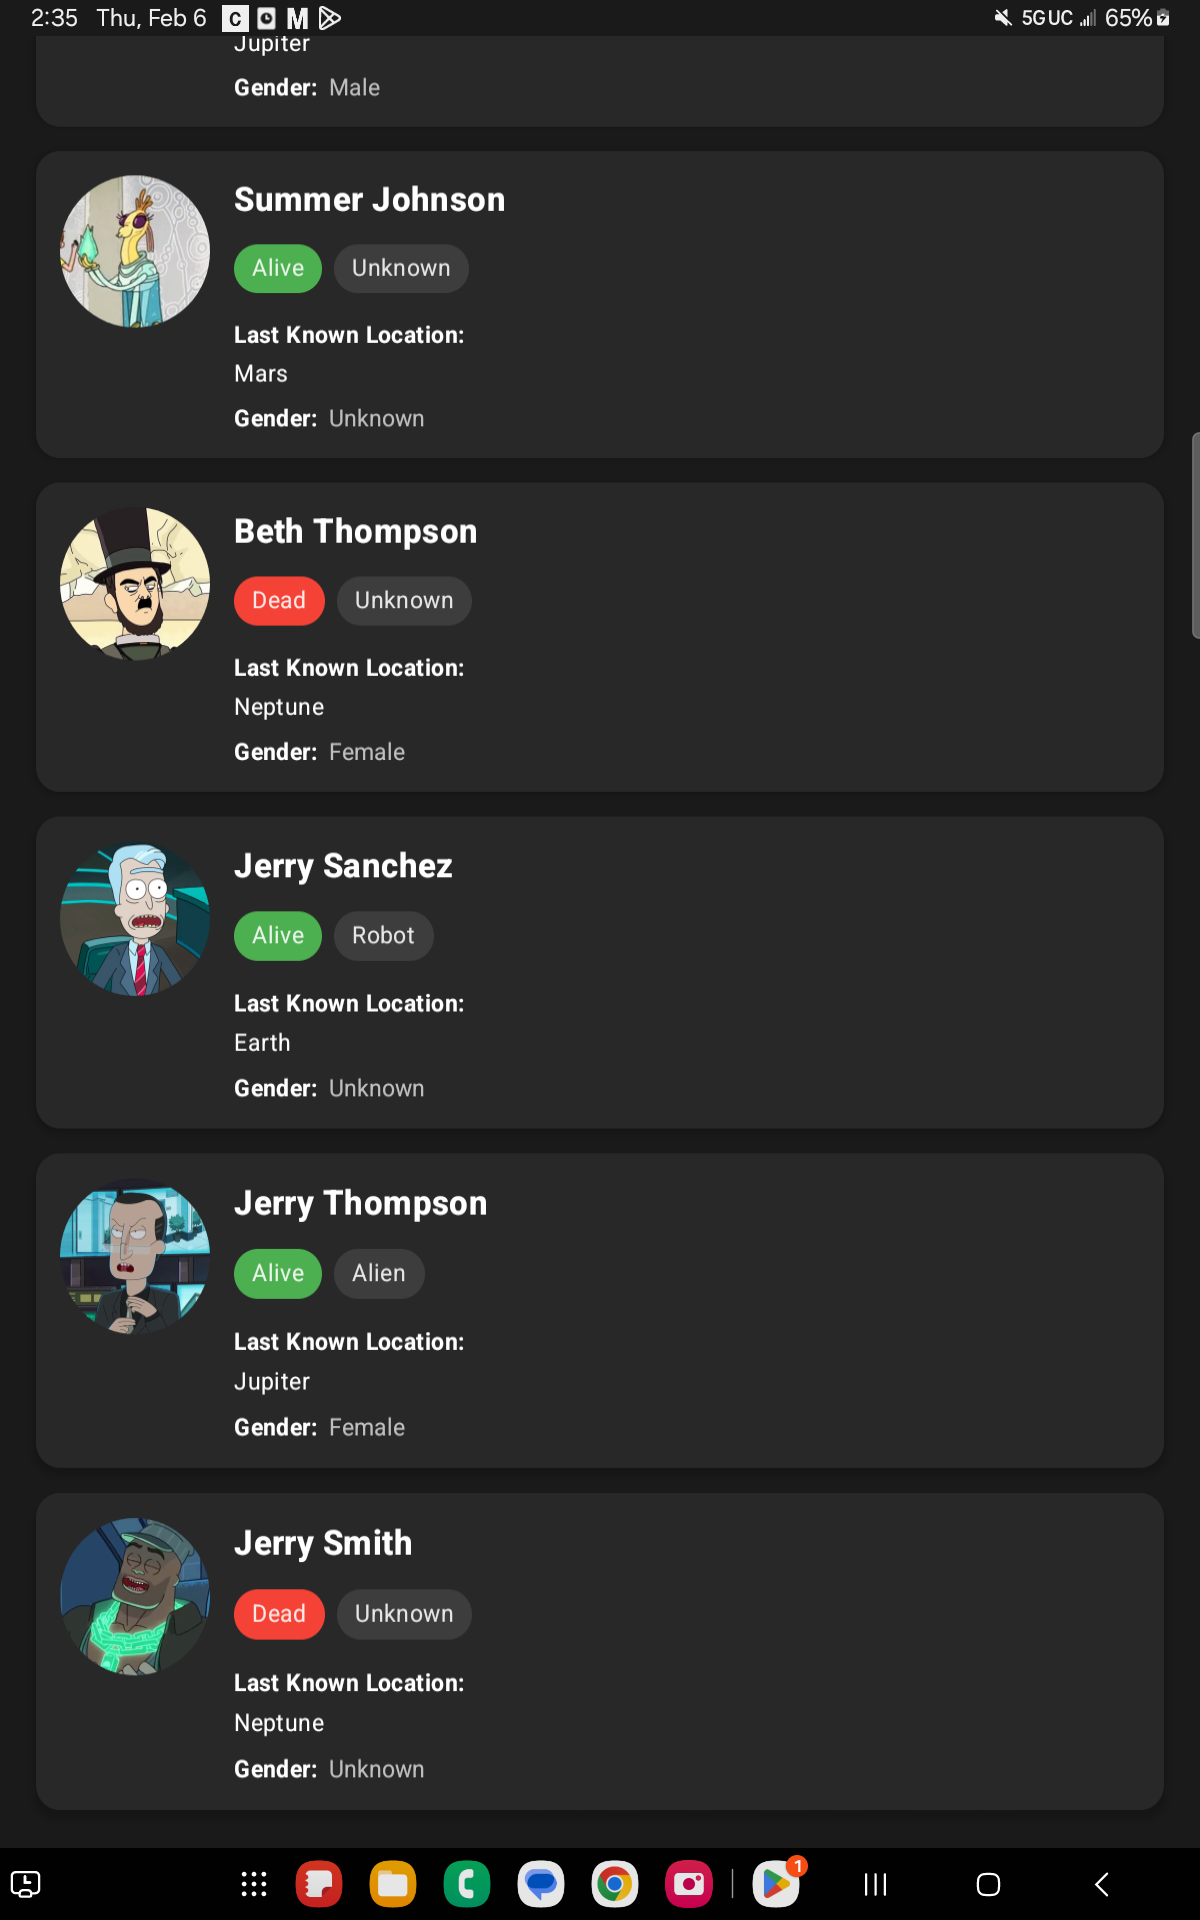 2:35 Thu, Feb 6 C M 5G UC 65%
Jupiter
Gender: Male
Summer Johnson
Alive Unknown
Last Known Location:
Mars
Gender: Unknown
Beth Thompson
Dead Unknown
Last Known Location:
Neptune
Gender: Female
Jerry Sanchez
Alive Robot
Last Known Location:
Earth
Gender: Unknown
Jerry Thompson
Alive Alien
Last Known Location:
Jupiter
Gender: Female
Jerry Smith
Dead Unknown
Last Known Location:
Neptune
Gender: Unknown
1